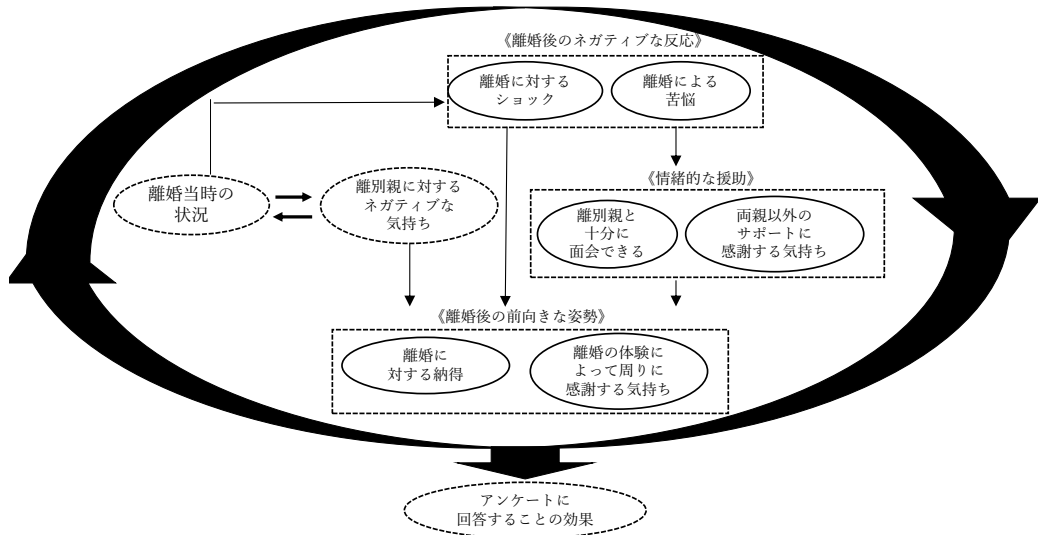 《離婚後のネガティブな反応》
離婚に対する
ショック
離婚による
苦悩
離婚当時の
状況
離別親に対する
ネガティブな
気持ち
《情緒的な援助》
離別親と
十分に
面会できる
両親以外の
サポートに
感謝する気持ち
《離婚後の前向きな姿勢》
離婚に
対する納得
離婚の体験に
よって周りに
感謝する気持ち
アンケートに
回答することの効果